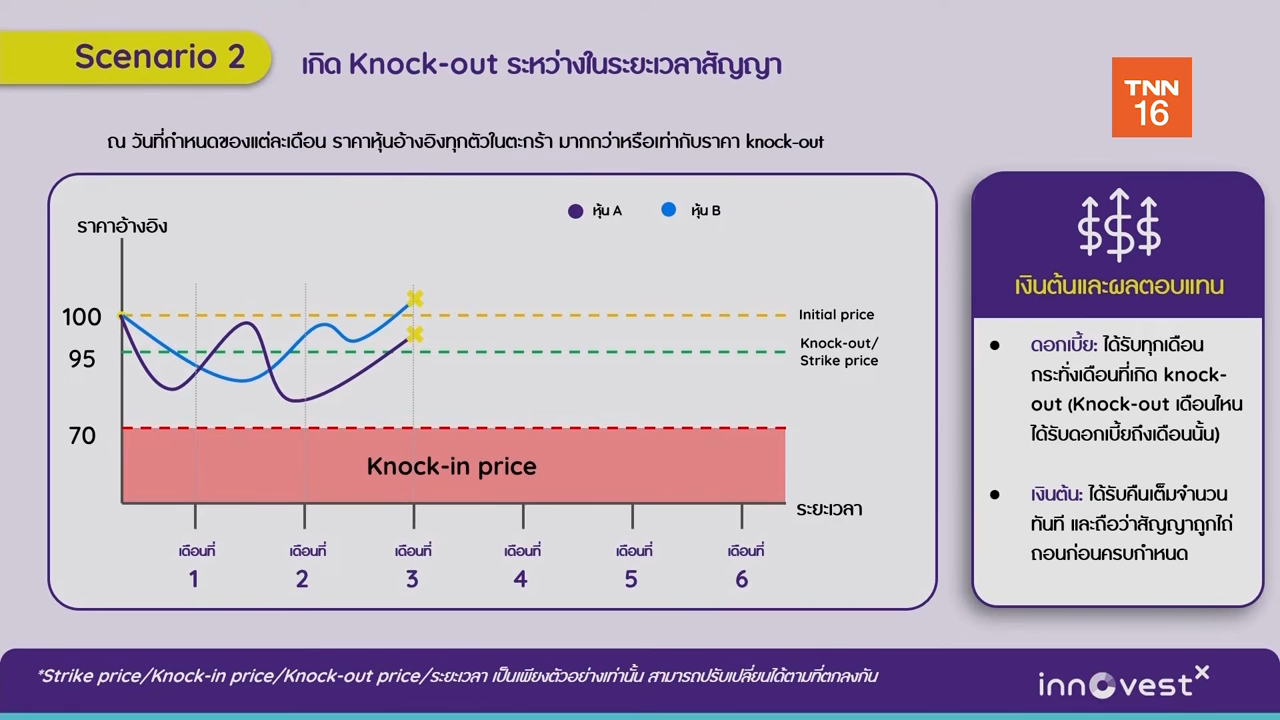 Scenario 2
เกิด Knock-out ระหว่างในระยะเวลาสัญญา
TNN
16
ณ วันที่กำหนดของแต่ละเดือน ราคาหุ้นอ้างอิงทุกตัวในตะกร้า มากกว่าหรือเท่ากับราคา knock-out
หุ้น A
หุ้น B
ราคาอ้างอิง
100
95
70
Initial price
Knock-out/
Strike price
Knock-in price
ระยะเวลา
เดือนที่ เดือนที่ เดือนที่ เดือนที่ เดือนที่ เดือนที่
1 2 3 4 5 6
เงินต้นและผลตอบแทน
● ดอกเบี้ย: ได้รับทุกเดือน
กระทั่งเดือนที่เกิด knock-
out (Knock-out เดือนไหน
ได้รับดอกเบี้ยถึงเดือนนั้น)
● เงินต้น: ได้รับคืนเต็มจำนวน
ทันที และถือว่าสัญญาถูกไถ่
ถอนก่อนครบกำหนด
*Strike price/Knock-in price/Knock-out price/ระยะเวลา เป็นเพียงตัวอย่างเท่านั้น สามารถปรับเปลี่ยนได้ตามที่ตกลงกัน
innovestx